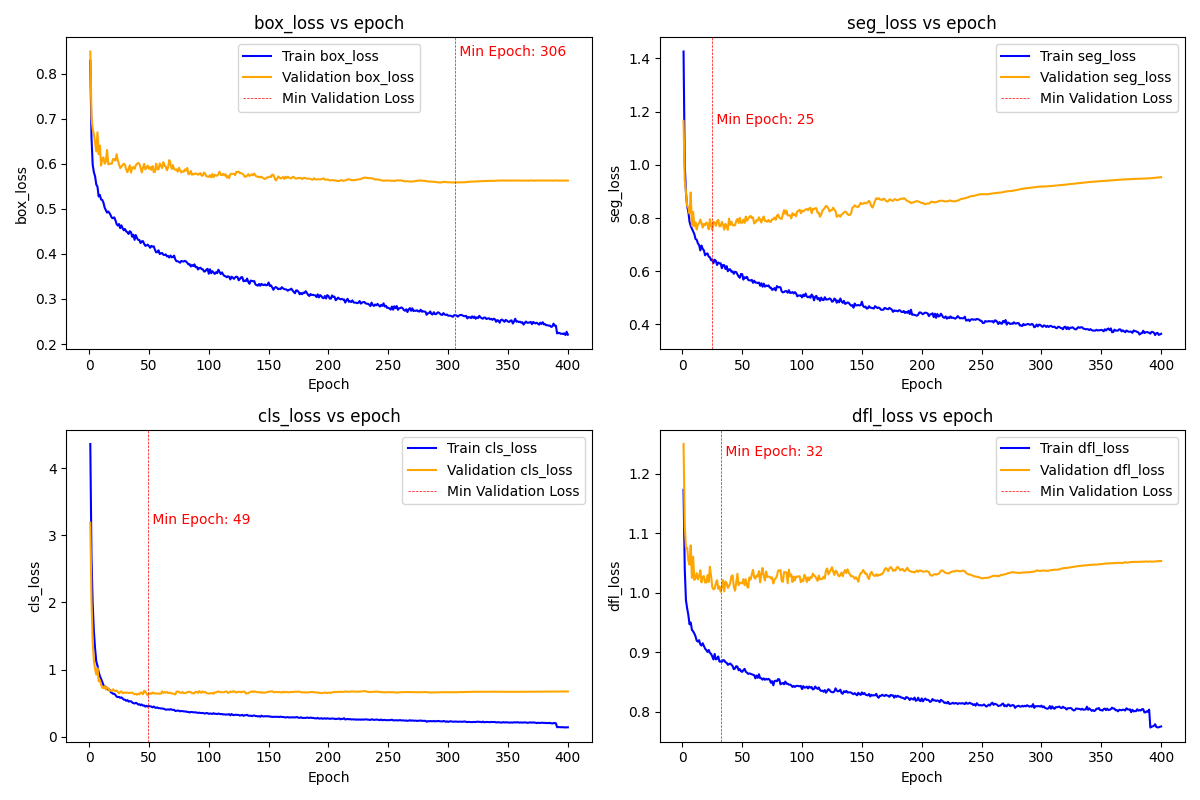 box_loss vs epoch
Train box_loss
Validation box_loss
Min Validation Loss
Min Epoch: 306
0.8
0.7
0.6
0.5
0.4
0.3
0.2
box_loss
0 50 100 150 200 250 300 350 400
Epoch
seg_loss vs epoch
Train seg_loss
Validation seg_loss
Min Validation Loss
Min Epoch: 25
1.4
1.2
1.0
0.8
0.6
0.4
seg_loss
0 50 100 150 200 250 300 350 400
Epoch
cls_loss vs epoch
Train cls_loss
Validation cls_loss
Min Validation Loss
Min Epoch: 49
4
3
2
1
0
cls_loss
0 50 100 150 200 250 300 350 400
Epoch
dfl_loss vs epoch
Train dfl_loss
Validation dfl_loss
Min Validation Loss
Min Epoch: 32
1.2
1.1
1.0
0.9
0.8
dfl_loss
0 50 100 150 200 250 300 350 400
Epoch